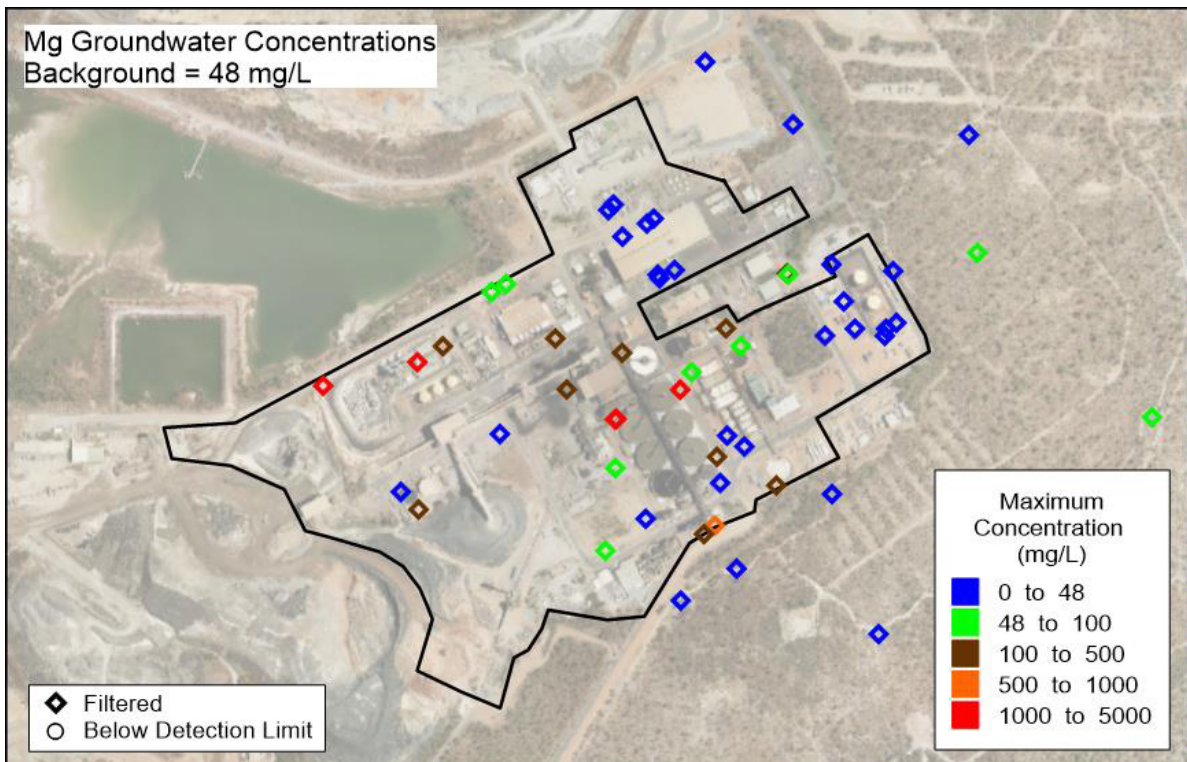 Mg Groundwater Concentrations
Background = 48 mg/L
Maximum
Concentration
(mg/L)
0 to 48
48 to 100
100 to 500
500 to 1000
1000 to 5000
Filtered
Below Detection Limit